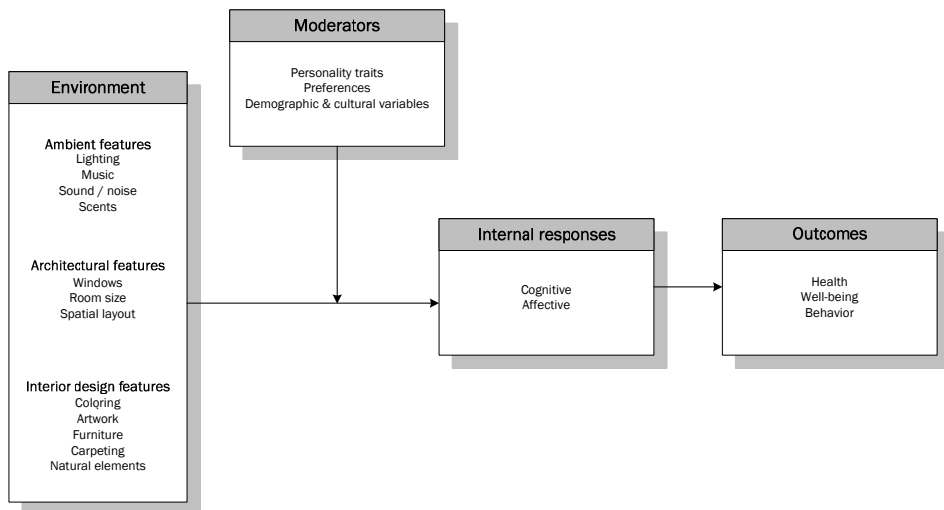 Moderators
Personality traits
Preferences
Demographic & cultural variables
Environment
Ambient features
Lighting
Music
Sound / noise
Scents
Architectural features
Windows
Room size
Spatial layout
Interior design features
Coloring
Artwork
Furniture
Carpeting
Natural elements
Internal responses
Cognitive
Affective
Outcomes
Health
Well-being
Behavior